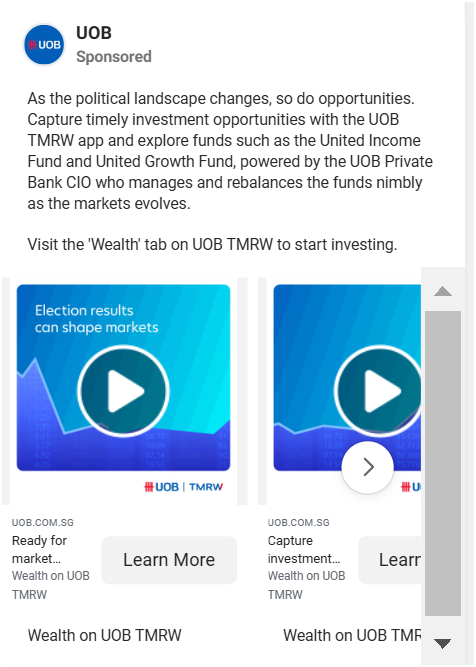 UOB
UOB
Sponsored
As the political landscape changes, so do opportunities.
Capture timely investment opportunities with the UOB
TMRW app and explore funds such as the United Income
Fund and United Growth Fund, powered by the UOB Private
Bank CIO who manages and rebalances the funds nimbly
as the markets evolves.
Visit the 'Wealth' tab on UOB TMRW to start investing.
Election results
can shape markets
UOB | TMRW
UOB.COM.SG
Ready for
market...
Wealth on UOB
TMRW
Learn More
Wealth on UOB TMRW
UOB.COM.SG
Capture
investment...
Wealth on UOB
TMRW
Learn
Wealth on UOB TMR